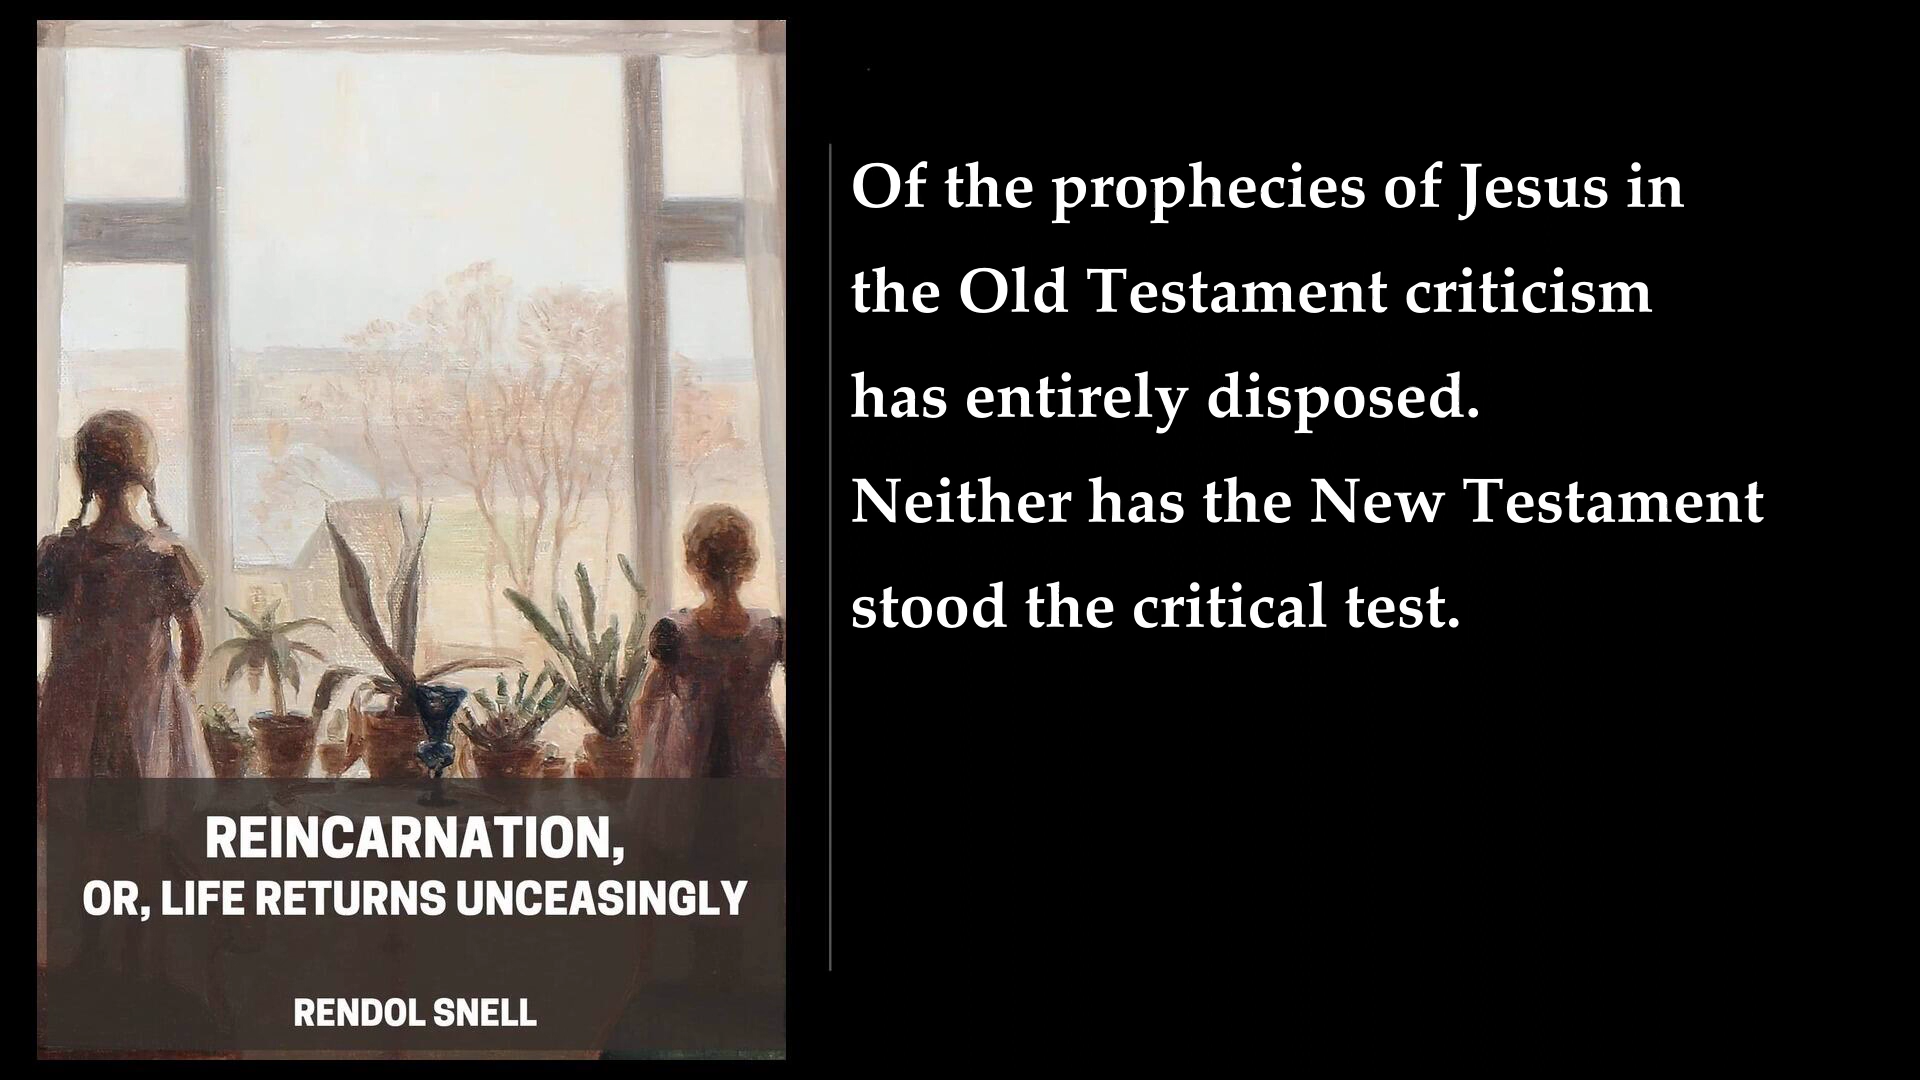 Of the prophecies of Jesus in
the Old Testament criticism
has entirely disposed.
Neither has the New Testament
stood the critical test.
REINCARNATION,
OR, LIFE RETURNS UNCEASINGLY
RENDOL SNELL